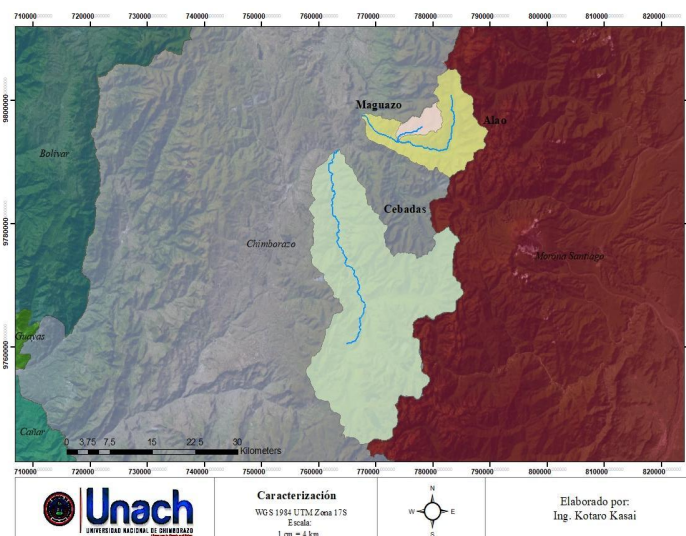 710000 720000 730000 740000 750000 760000 770000 780000 790000 800000 810000 820000
9800000
9780000
9760000
Maguazo
Alao
Bolívar
Cebadas
Chimborazo
Morona Santiago
Guayas
Cañar
0 3,75 7,5 15 22,5 30
Kilometers
710000 720000 730000 740000 750000 760000 770000 780000 790000 800000 810000 820000
Unach
UNIVERSIDAD NACIONAL DE CHIMBORAZO
Caracterización
WGS 1984 UTM Zona 17S
Escala:
1 cm = 4 km
N
W E
S
Elaborado por:
Ing. Kotaro Kasai